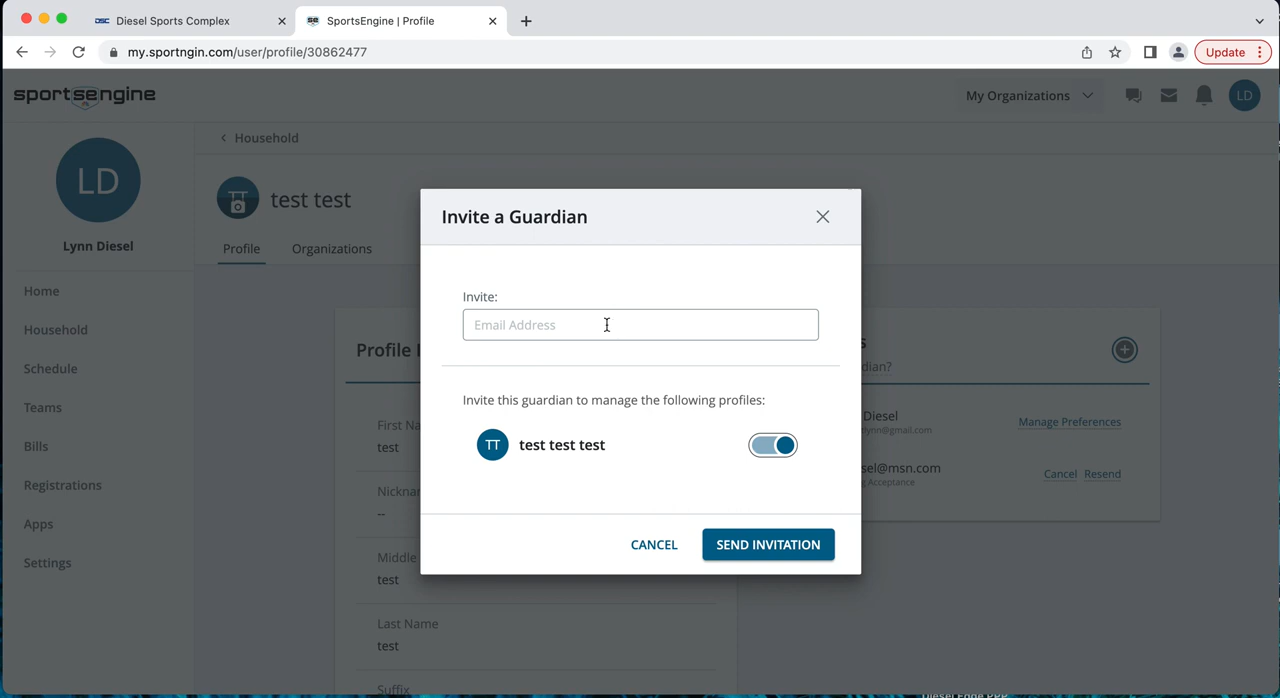 Diesel Sports Complex
SportsEngine | Profile
my.sportngin.com/user/profile/30862477
Update
sportsengine
My Organizations
LD
LD
Lynn Diesel
Home
Household
Schedule
Teams
Bills
Registrations
Apps
Settings
Household
test test
Profile
Organizations
Profile
First Na
test
Nicknar
--
Middle
test
Last Name
test
Suffix
Invite a Guardian
Invite:
Email Address
Invite this guardian to manage the following profiles:
TT
test test test
CANCEL
SEND INVITATION
s
dian?
Diesel
lynn@gmail.com
Manage Preferences
sel@msn.com
g Acceptance
Cancel
Resend
Diesel Edge PPP